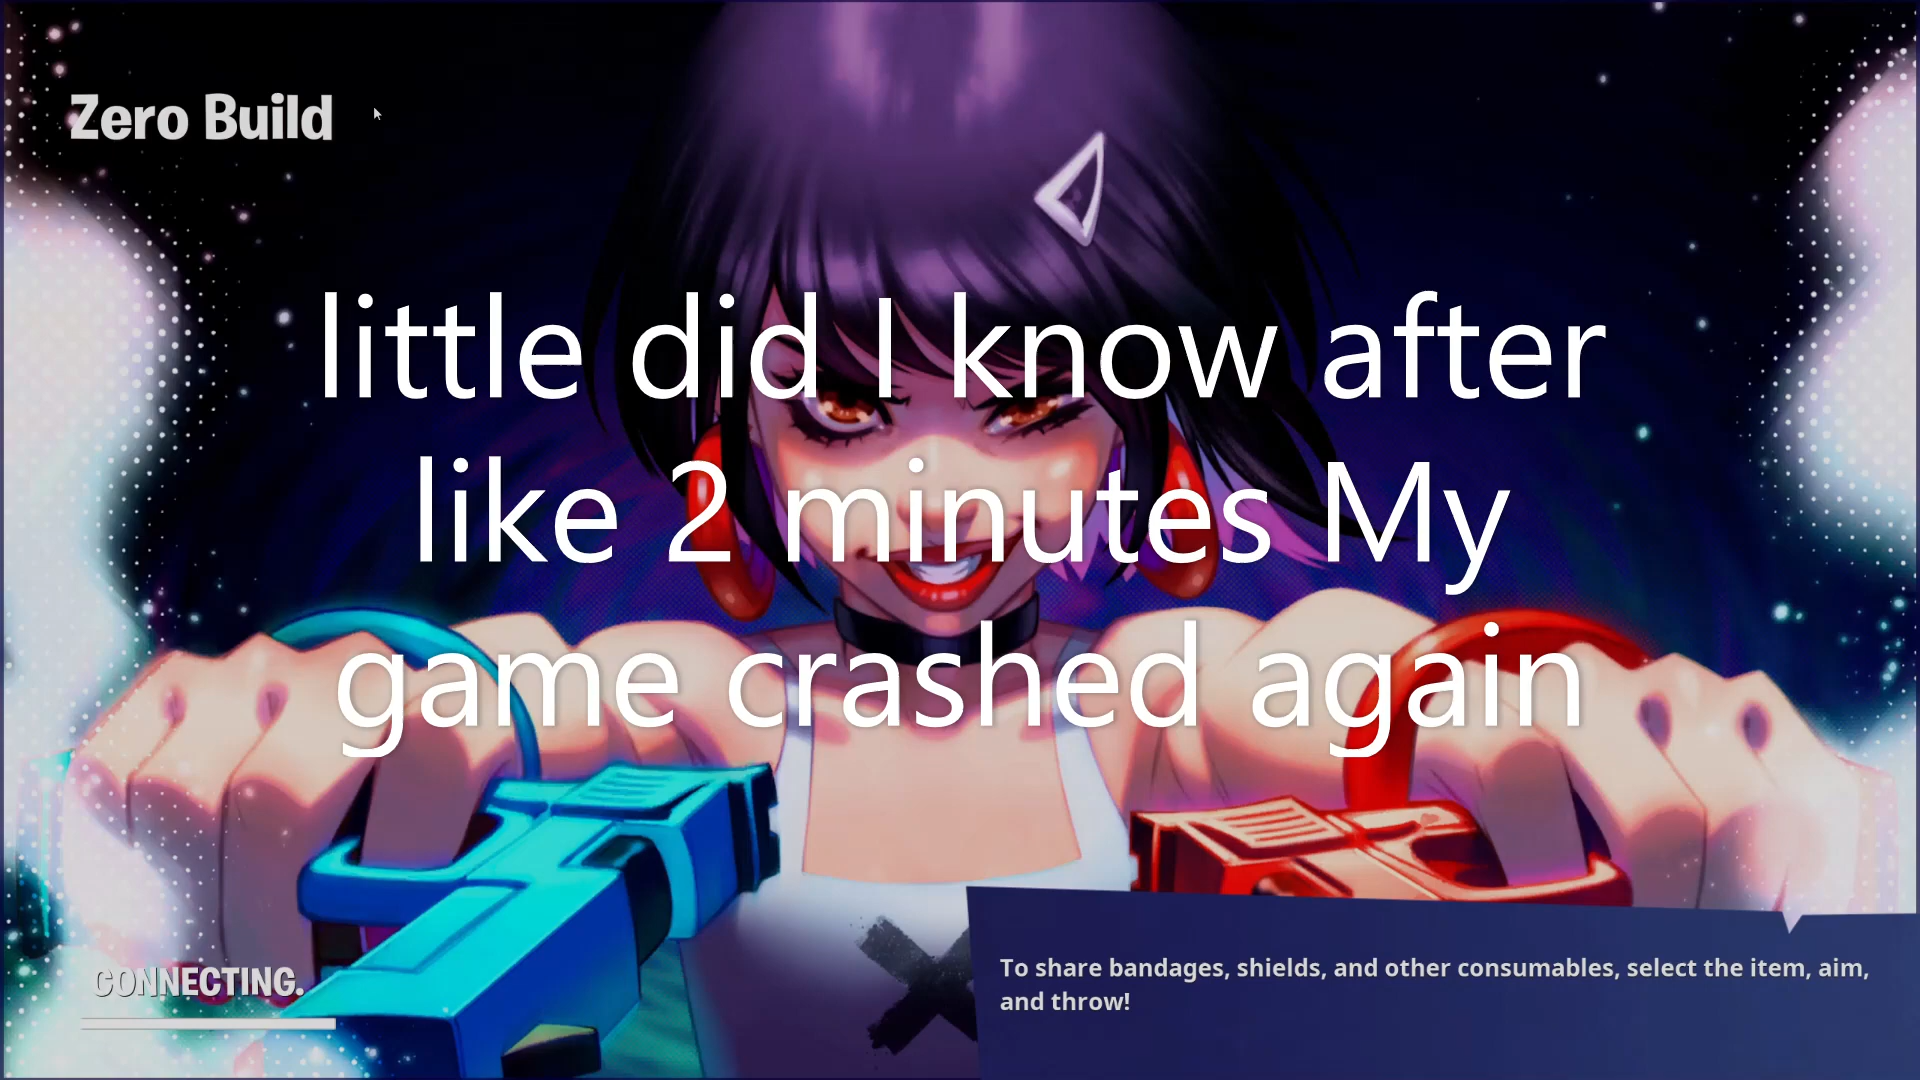 Zero Build
little did I know after
like 2 minutes My
game crashed again
CONNECTING.
To share bandages, shields, and other consumables, select the item, aim,
and throw!